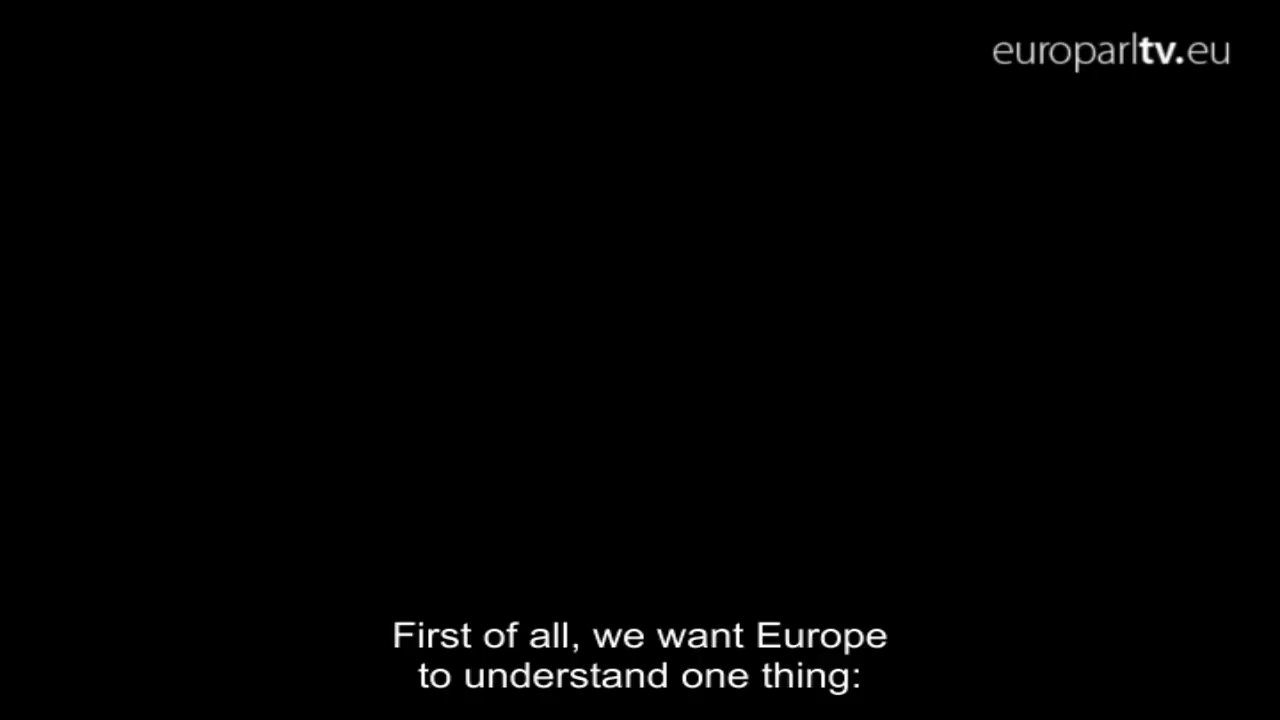 europarltv.eu
First of all, we want Europe
to understand one thing: